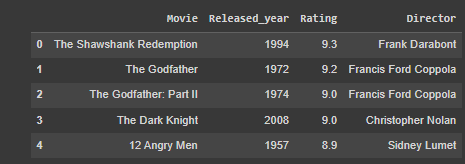 Movie Released_year Rating Director
0 The Shawshank Redemption 1994 9.3 Frank Darabont
1 The Godfather 1972 9.2 Francis Ford Coppola
2 The Godfather: Part II 1974 9.0 Francis Ford Coppola
3 The Dark Knight 2008 9.0 Christopher Nolan
4 12 Angry Men 1957 8.9 Sidney Lumet